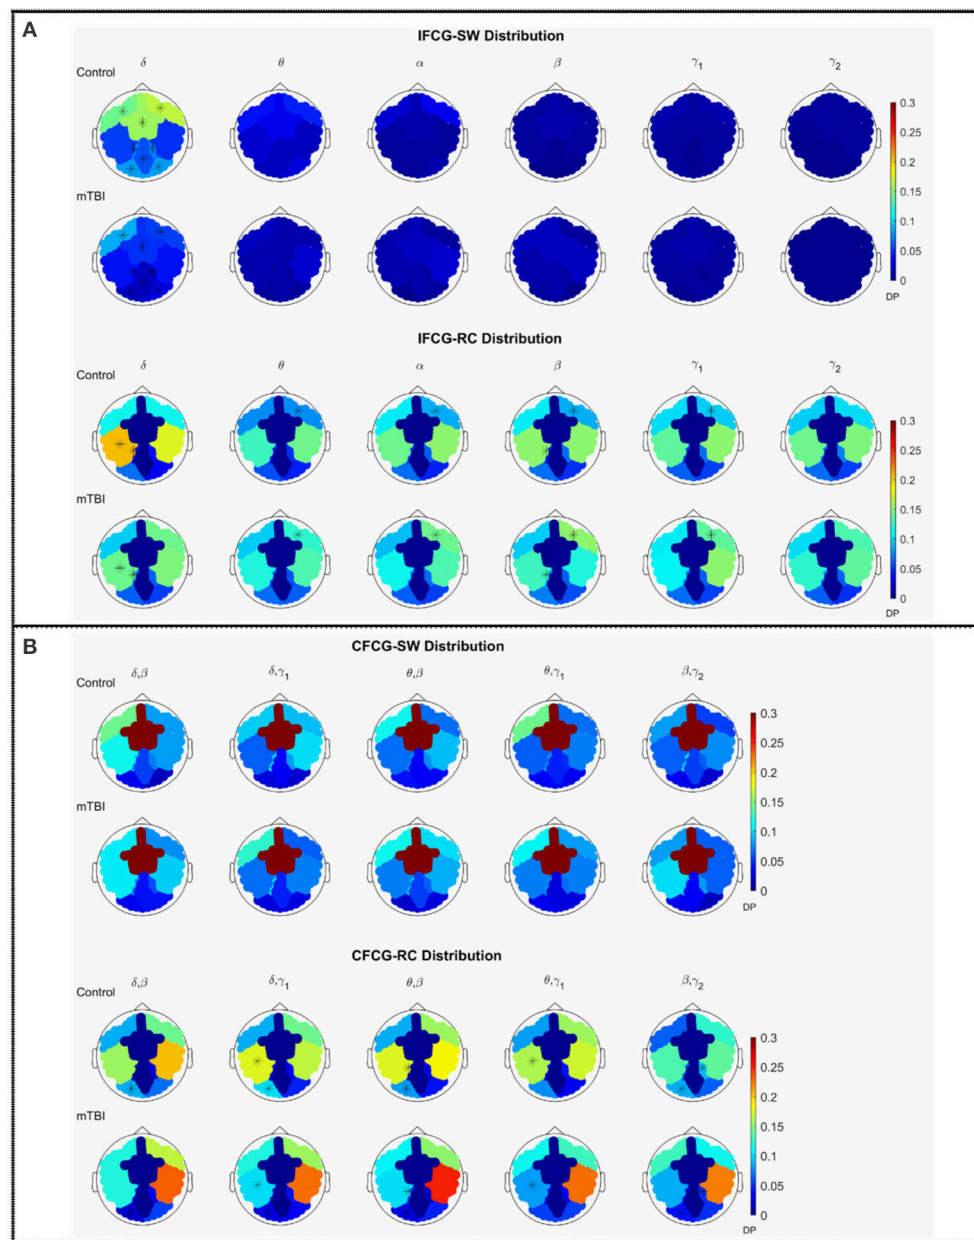 A
IFCG-SW Distribution
δ θ α β γ1 γ2
Control
0.3
0.25
0.2
0.15
0.1
0.05
0
DP
mTBI
IFCG-RC Distribution
δ θ α β γ1 γ2
Control
0.3
0.25
0.2
0.15
0.1
0.05
0
DP
mTBI
B
CFCG-SW Distribution
δ,β δ,γ1 θ,β θ,γ1 β,γ2
Control
0.3
0.25
0.2
0.15
0.1
0.05
0
DP
mTBI
CFCG-RC Distribution
δ,β δ,γ1 θ,β θ,γ1 β,γ2
Control
0.3
0.25
0.2
0.15
0.1
0.05
0
DP
mTBI